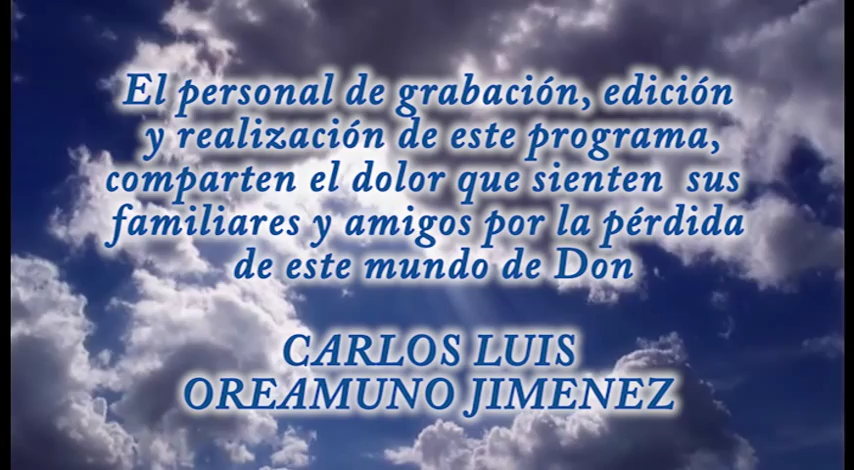 El personal de grabación, edición
y realización de este programa,
comparten el dolor que sienten sus
familiares y amigos por la pérdida
de este mundo de Don
CARLOS LUIS
OREAMUNO JIMENEZ